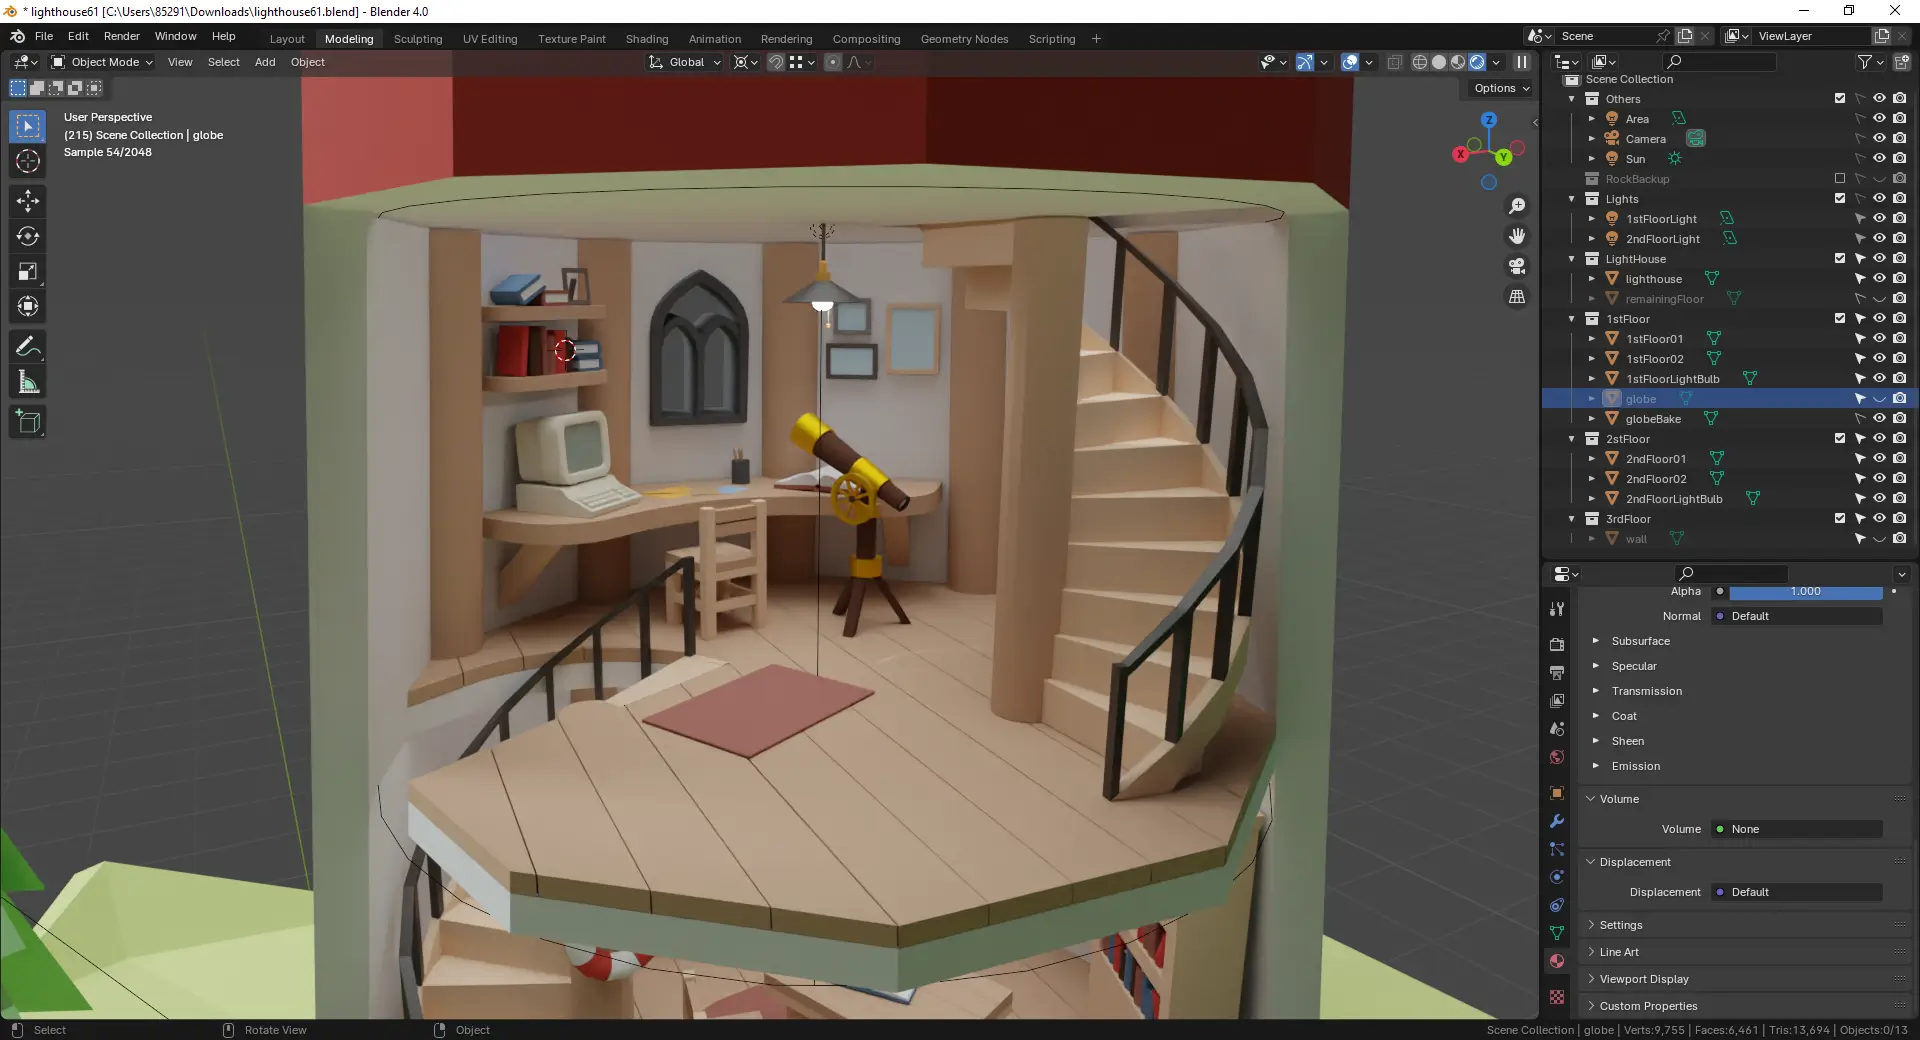 * lighthouse61 [C:\Users\85291\Downloads\lighthouse61.blend] - Blender 4.0
File Edit Render Window Help Layout Modeling Sculpting UV Editing Texture Paint Shading Animation Rendering Compositing Geometry Nodes Scripting + Scene ViewLayer
Object Mode View Select Add Object Global
Options
User Perspective
(215) Scene Collection | globe
Sample 54/2048
Z
X
Y
Scene Collection
Others
Area
Camera
Sun
RockBackup
Lights
1stFloorLight
2ndFloorLight
LightHouse
lighthouse
remainingFloor
1stFloor
1stFloor01
1stFloor02
1stFloorLightBulb
globe
globeBake
2stFloor
2ndFloor01
2ndFloor02
2ndFloorLightBulb
3rdFloor
wall
Alpha 1.000
Normal Default
Subsurface
Specular
Transmission
Coat
Sheen
Emission
Volume
Volume None
Displacement
Displacement Default
Settings
Line Art
Viewport Display
Custom Properties
Select Rotate View Object Scene Collection | globe | Verts:9,755 | Faces:6,461 | Tris:13,694 | Objects:0/13